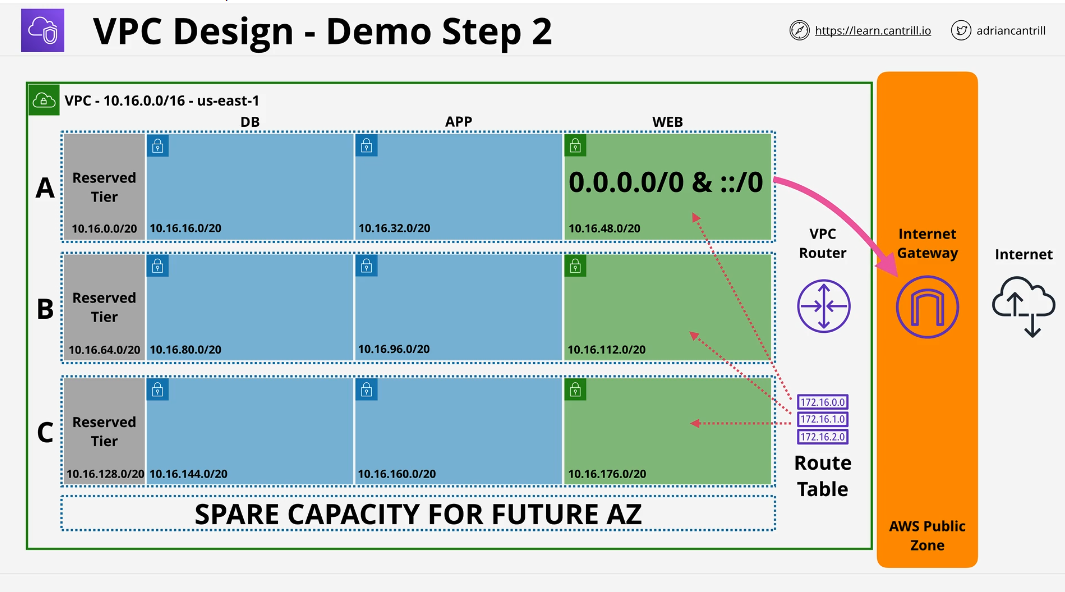 VPC Design - Demo Step 2
https://learn.cantrill.io
adriancantrill
VPC - 10.16.0.0/16 - us-east-1
DB
APP
WEB
A
Reserved
Tier
10.16.0.0/20
10.16.16.0/20
10.16.32.0/20
0.0.0.0/0 & ::/0
10.16.48.0/20
B
Reserved
Tier
10.16.64.0/20
10.16.80.0/20
10.16.96.0/20
10.16.112.0/20
C
Reserved
Tier
10.16.128.0/20
10.16.144.0/20
10.16.160.0/20
10.16.176.0/20
SPARE CAPACITY FOR FUTURE AZ
VPC
Router
172.16.0.0
172.16.1.0
172.16.2.0
Route
Table
Internet
Gateway
AWS Public
Zone
Internet